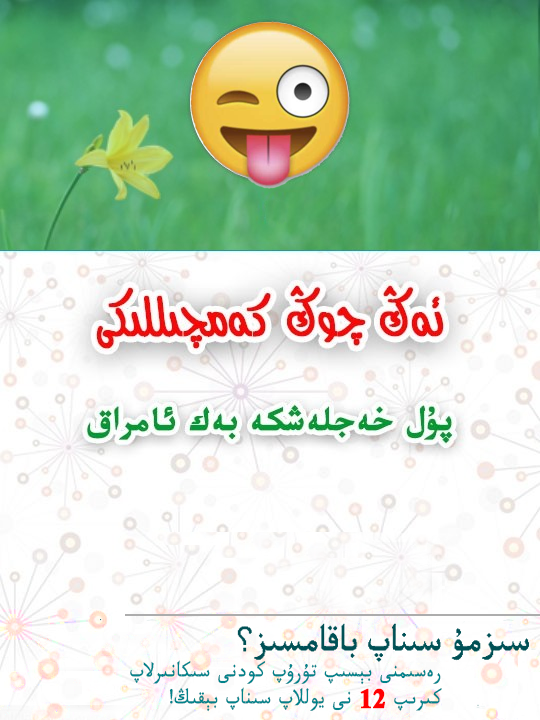 ئەڭ چوڭ كەمچىللىكى
پۇل خەجلەشكە بەك ئامراق
سىزمۇ سىناپ باقامسىز؟
رەسىمنى بېسىپ تۇرۇپ كودنى سىكانىرلاپ
كىرىپ 12 نى يوللاپ سىناپ بېقىڭ!